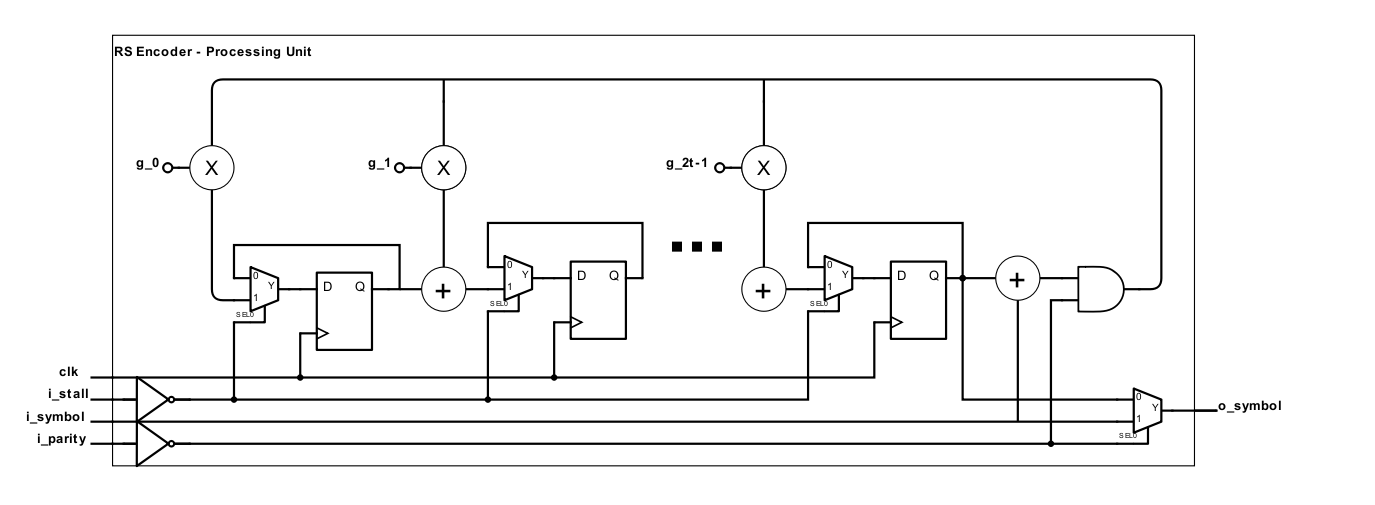 RS Encoder - Processing Unit
g_0
X
g_1
X
g_2t-1
X
0
Y
1
SEL0
D
Q
+
0
Y
1
SEL0
D
Q
+
0
Y
1
SEL0
D
Q
+
clk
i_stall
i_symbol
i_parity
0
Y
1
SEL0
o_symbol